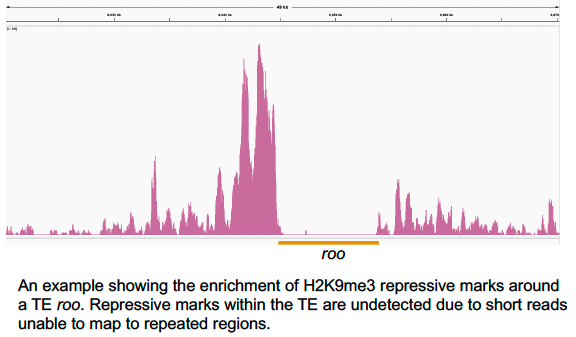 49 kb
roo
An example showing the enrichment of H2K9me3 repressive marks around
a TE roo. Repressive marks within the TE are undetected due to short reads
unable to map to repeated regions.